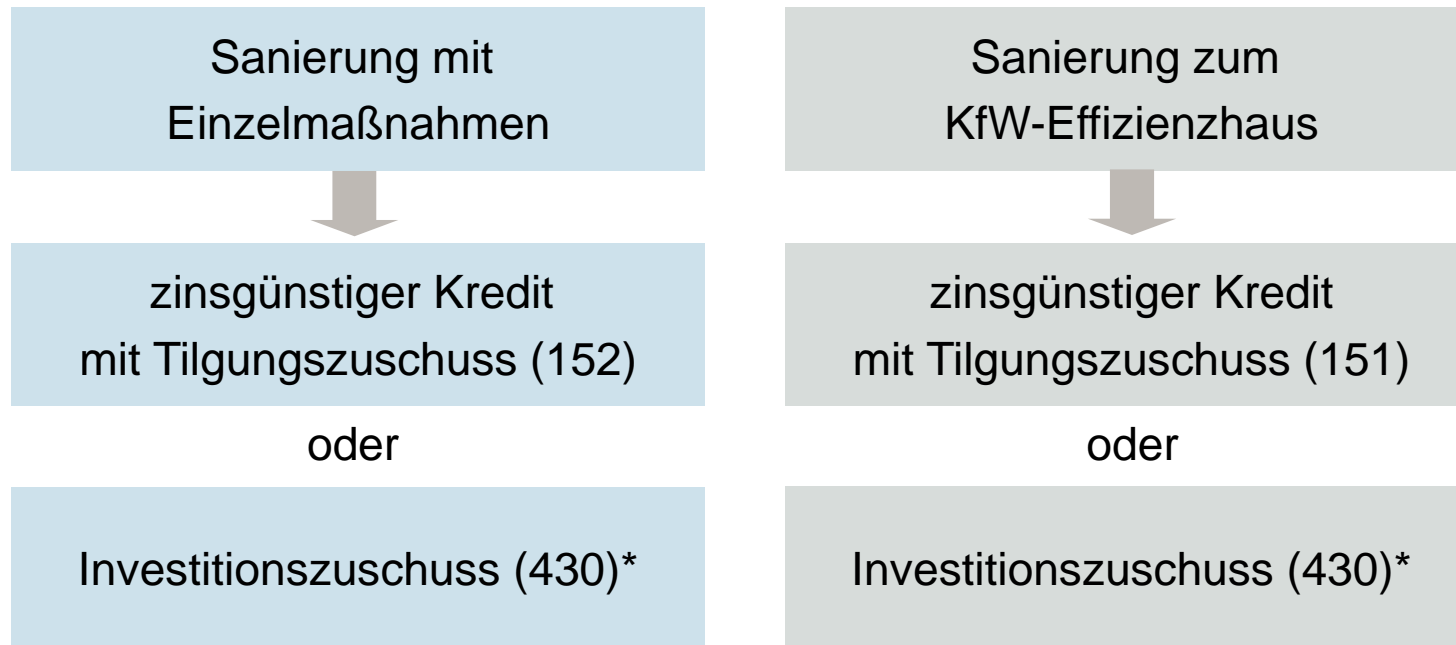 Sanierung mit
Einzelmaßnahmen
zinsgünstiger Kredit
mit Tilgungszuschuss (152)
oder
Investitionszuschuss (430)*
Sanierung zum
KfW-Effizienzhaus
zinsgünstiger Kredit
mit Tilgungszuschuss (151)
oder
Investitionszuschuss (430)*